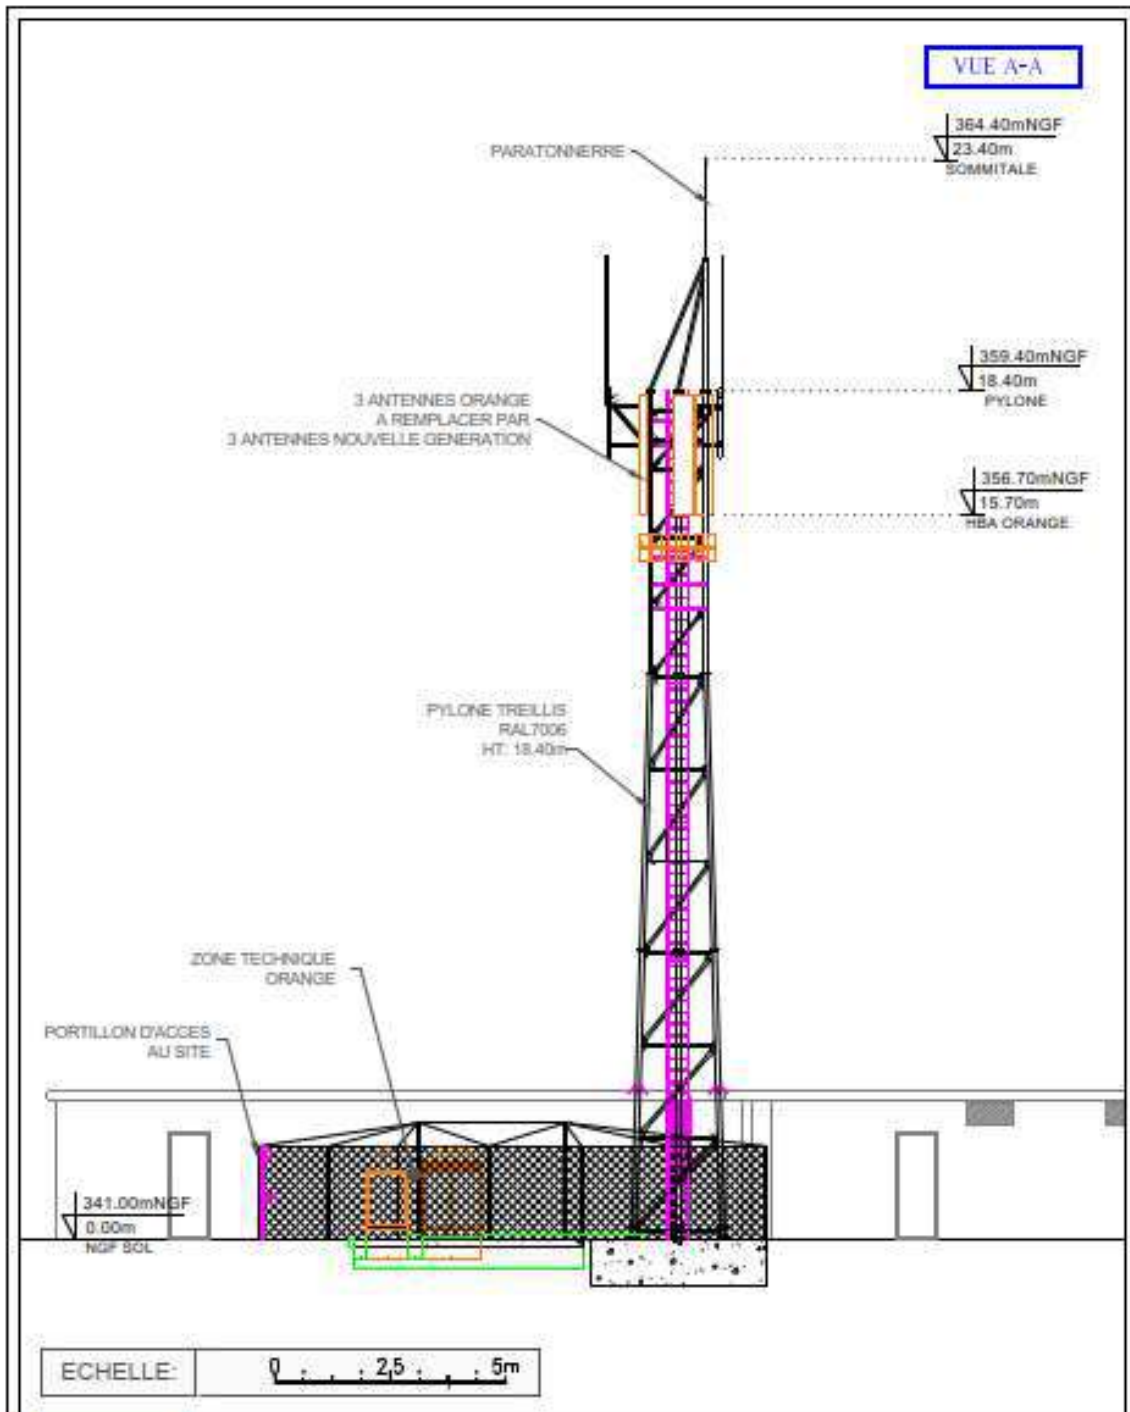 VUE A-A
364.40mNGF
23.40m
SOMMITALE
PARATONNERRE
359.40mNGF
18.40m
PYLONE
3 ANTENNES ORANGE
A REMPLACER PAR
3 ANTENNES NOUVELLE GENERATION
356.70mNGF
15.70m
HBA ORANGE
PYLONE TREILLIS
RAL7006
HT: 18.40m
ZONE TECHNIQUE
ORANGE
PORTILLON D'ACCES
AU SITE
341.00mNGF
0.00m
NGF SOL
ECHELLE:
0 2,5 5m